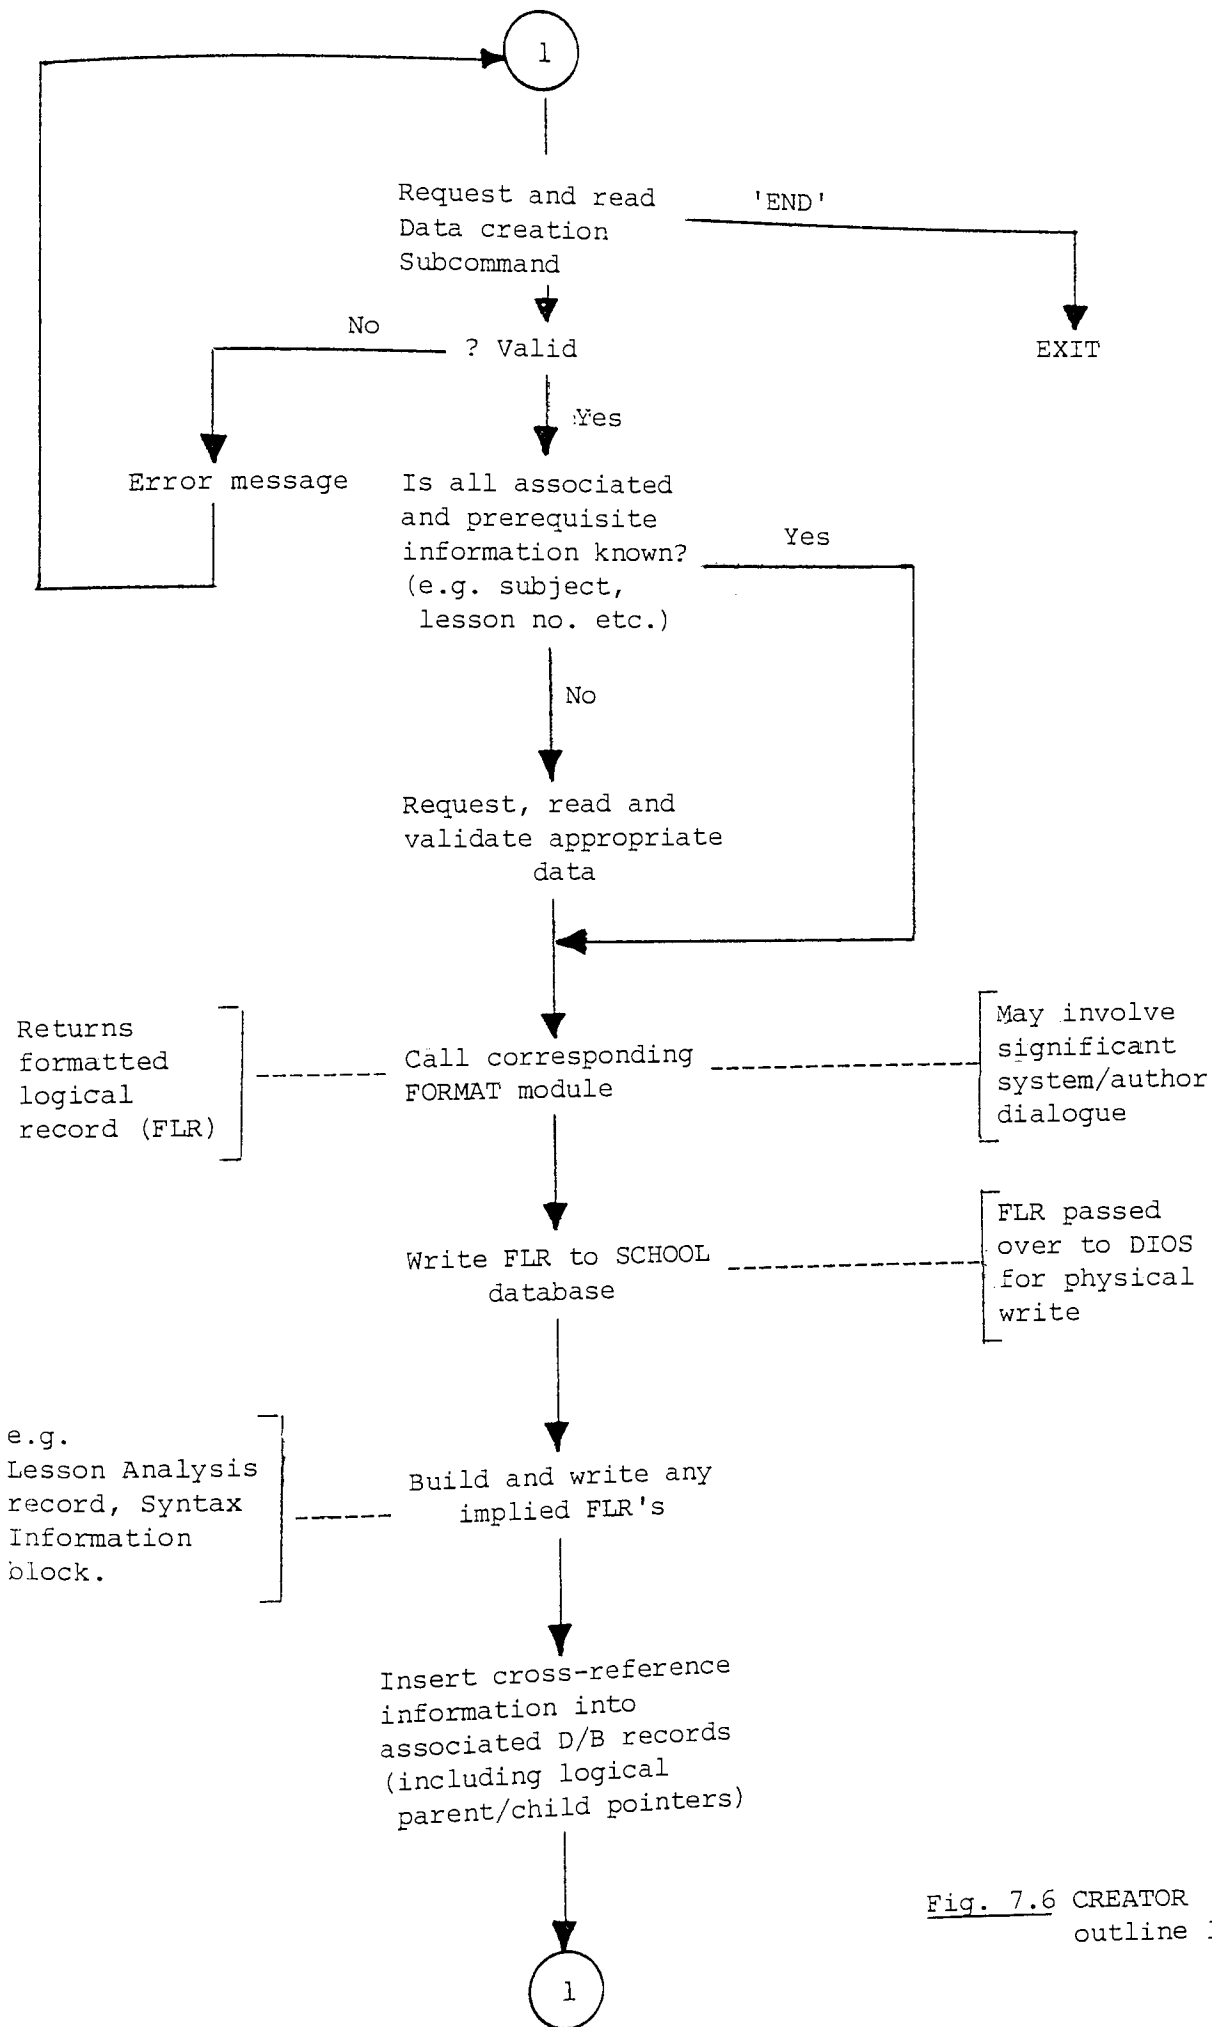 1
Request and read
Data creation
Subcommand
'END'
EXIT
No
? Valid
Yes
Error message
Is all associated
and prerequisite
information known?
(e.g. subject,
lesson no. etc.)
Yes
No
Request, read and
validate appropriate
data
Returns
formatted
logical
record (FLR)
Call corresponding
FORMAT module
May involve
significant
system/author
dialogue
Write FLR to SCHOOL
database
FLR passed
over to DIOS
for physical
write
e.g.
Lesson Analysis
record, Syntax
Information
block.
Build and write any
implied FLR's
Insert cross-reference
information into
associated D/B records
(including logical
parent/child pointers)
1
Fig. 7.6 CREATOR
outline